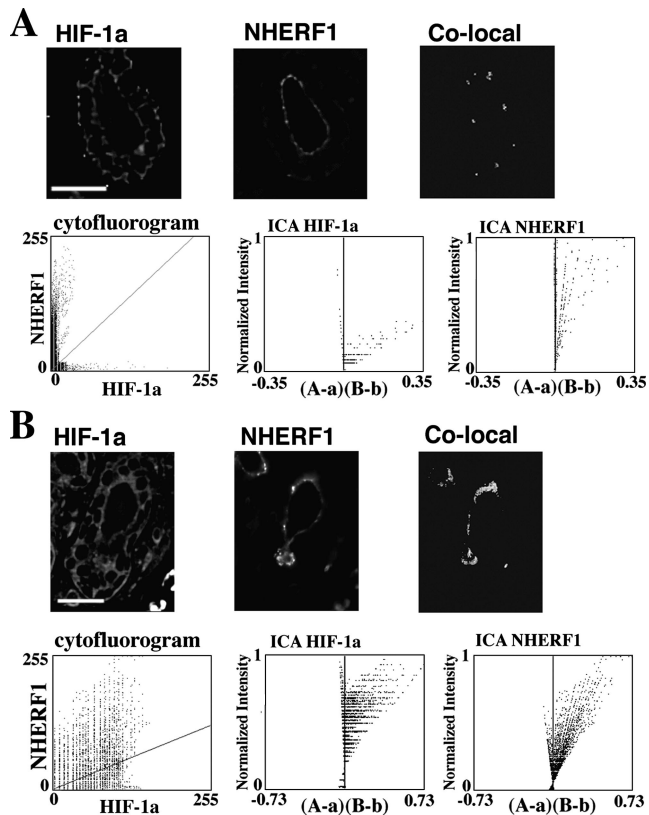 A
HIF-1a NHERF1 Co-local
cytofluorogram ICA HIF-1a ICA NHERF1
255 1 1
NHERF1 Normalized Intensity Normalized Intensity
0 0 0
0 255 -0.35 0.35 -0.35 0.35
HIF-1a (A-a)(B-b) (A-a)(B-b)
B
HIF-1a NHERF1 Co-local
cytofluorogram ICA HIF-1a ICA NHERF1
255 1 1
NHERF1 Normalized Intensity Normalized Intensity
0 0 0
0 255 -0.73 0.73 -0.73 0.73
HIF-1a (A-a)(B-b) (A-a)(B-b)